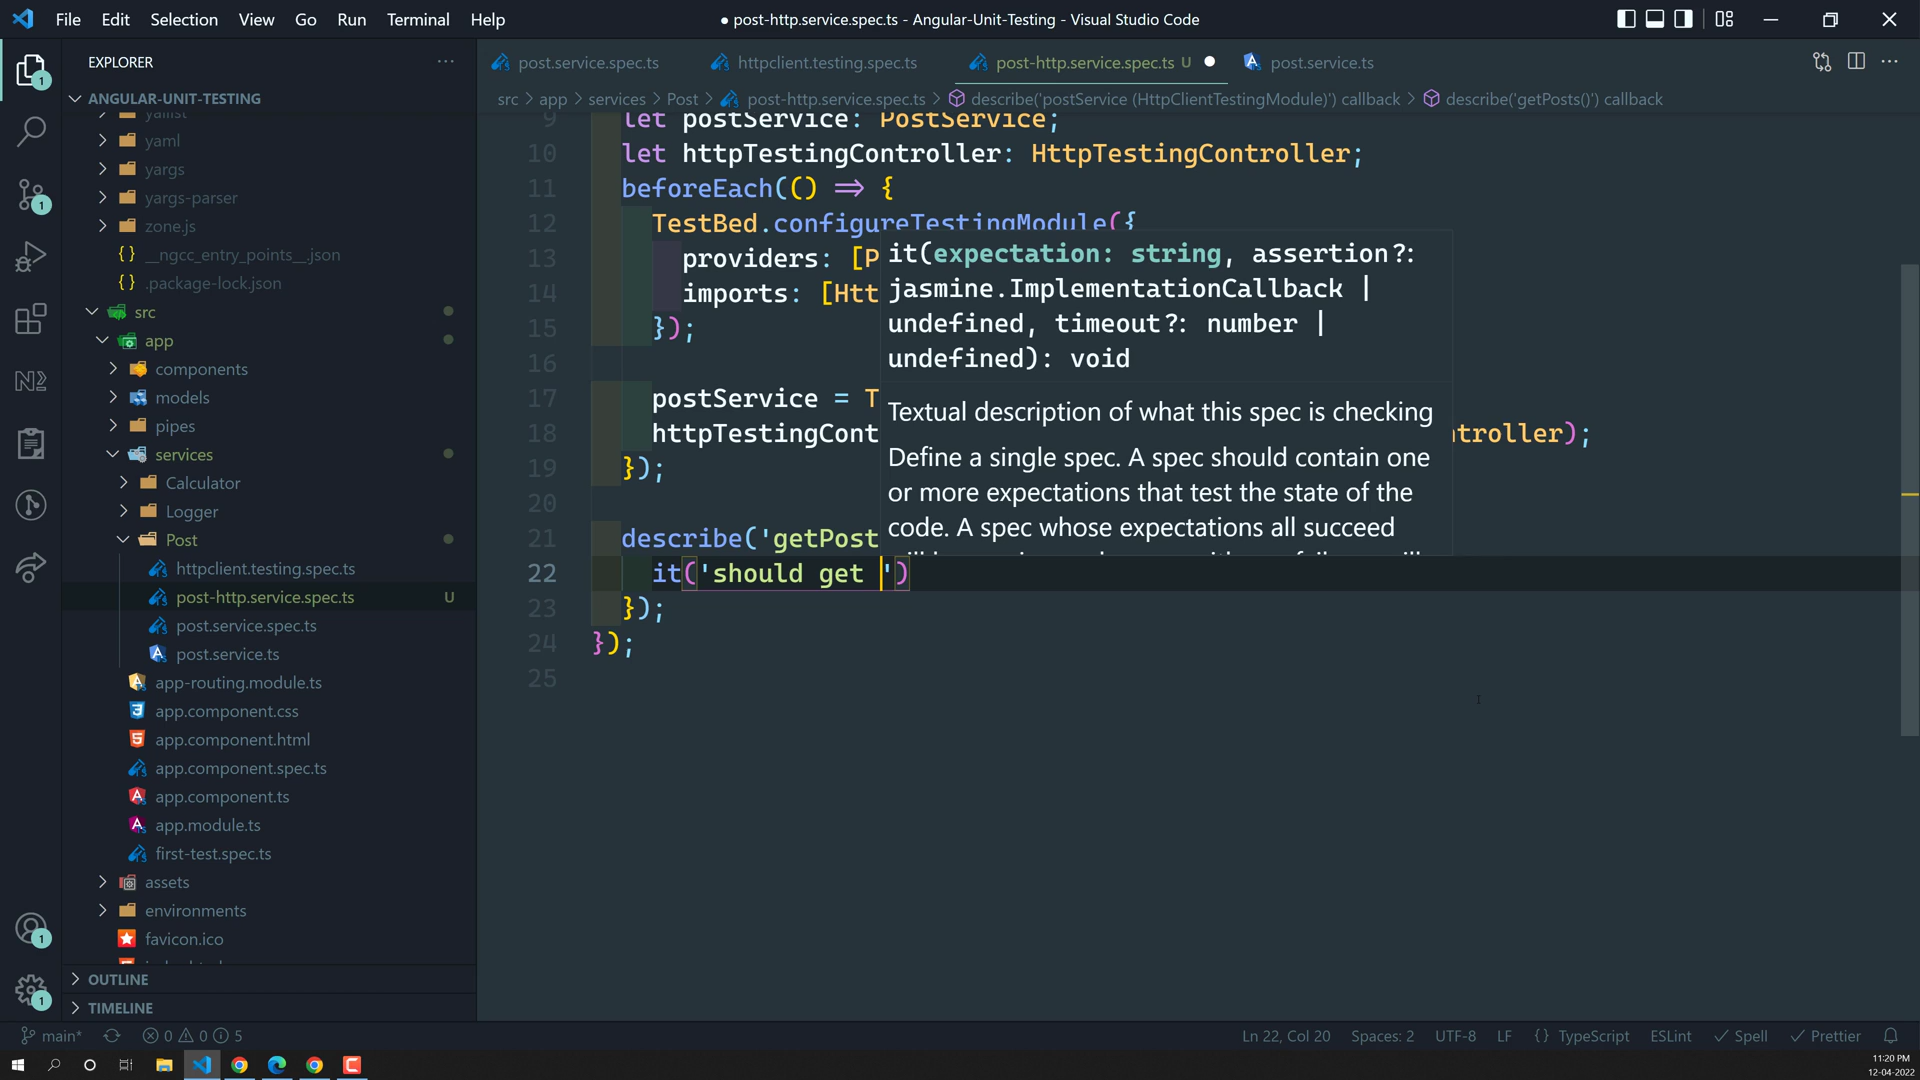 File Edit Selection View Go Run Terminal Help
● post-http.service.spec.ts - Angular-Unit-Testing - Visual Studio Code
EXPLORER
ANGULAR-UNIT-TESTING
yallist
yaml
yargs
yargs-parser
zone.js
{} __ngcc_entry_points__.json
{} .package-lock.json
src
app
components
models
pipes
services
Calculator
Logger
Post
httpclient.testing.spec.ts
post-http.service.spec.ts U
post.service.spec.ts
post.service.ts
app-routing.module.ts
app.component.css
app.component.html
app.component.spec.ts
app.component.ts
app.module.ts
first-test.spec.ts
assets
environments
favicon.ico
OUTLINE
TIMELINE
post.service.spec.ts httpclient.testing.spec.ts post-http.service.spec.ts U ● post.service.ts
src > app > services > Post > post-http.service.spec.ts > describe('postService (HttpClientTestingModule)') callback > describe('getPosts()') callback
9 let postService: PostService;
10 let httpTestingController: HttpTestingController;
11 beforeEach(() => {
12 TestBed.configureTestingModule({
13 providers: [P
14 imports: [Htt
15 });
16
17 postService = T
18 httpTestingCont troller);
19 });
20
21 describe('getPost
22 it('should get ')
23 });
24 });
25
it(expectation: string, assertion?:
jasmine.ImplementationCallback |
undefined, timeout?: number |
undefined): void
Textual description of what this spec is checking
Define a single spec. A spec should contain one
or more expectations that test the state of the
code. A spec whose expectations all succeed
main* 0 0 5
Ln 22, Col 20 Spaces: 2 UTF-8 LF {} TypeScript ESLint Spell Prettier
11:20 PM
12-04-2022